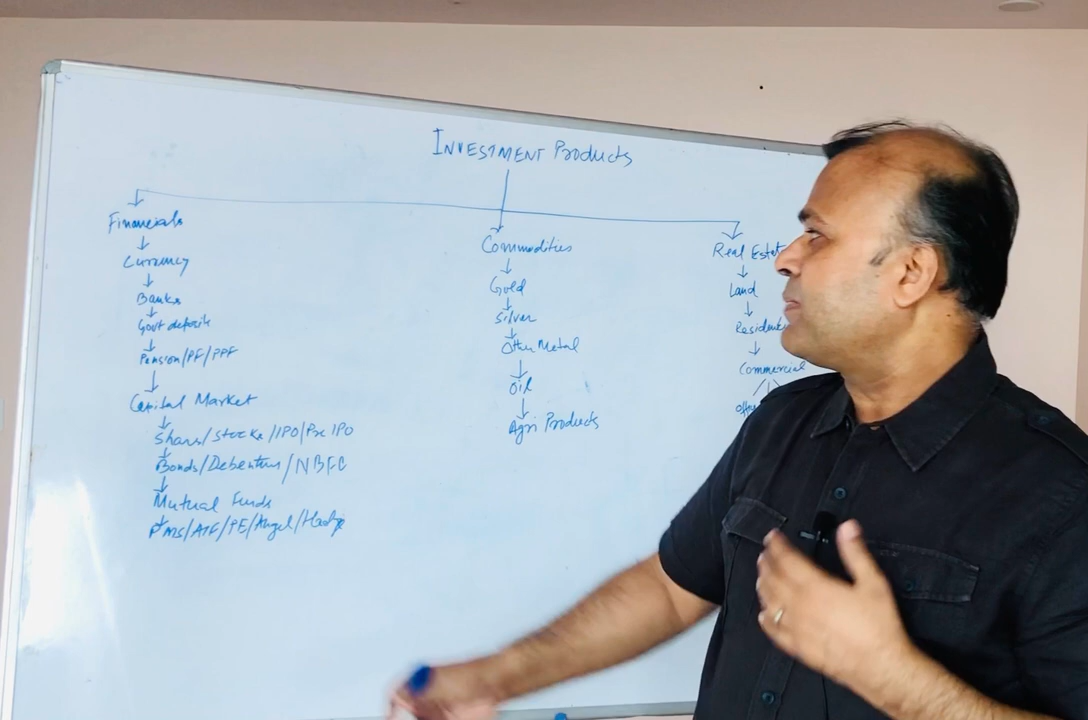 INVESTMENT Products
Financials
Currency
Banks
Govt deposit
Pension/PF/PPF
Capital Market
Shares/Stocks/IPO/Pre IPO
Bonds/Debentures/NBFC
Mutual Funds
PMS/AIF/PE/Angel/Hedge
Commodities
Gold
Silver
Other Metal
Oil
Agri Products
Real Estate
Land
Commercial